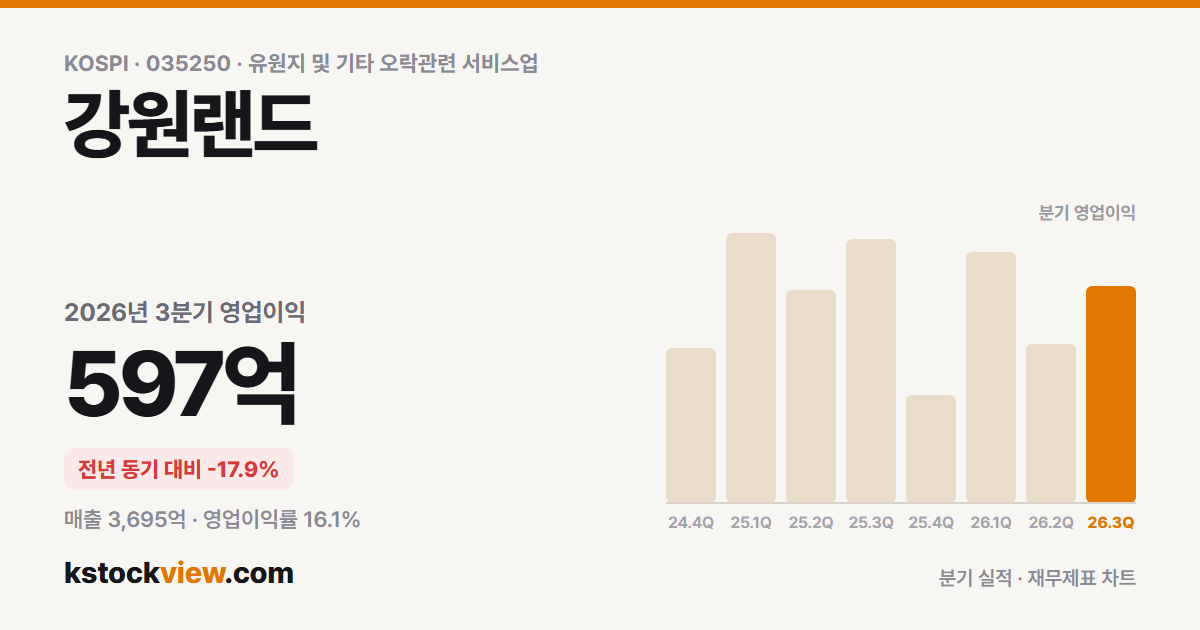 KOSPI · 035250 · 유원지 및 기타 오락관련 서비스업
강원랜드
분기 영업이익
2026년 3분기 영업이익
597억
전년 동기 대비 -17.9%
매출 3,695억 · 영업이익률 16.1%
24.4Q 25.1Q 25.2Q 25.3Q 25.4Q 26.1Q 26.2Q 26.3Q
kstockview.com
분기 실적 · 재무제표 차트